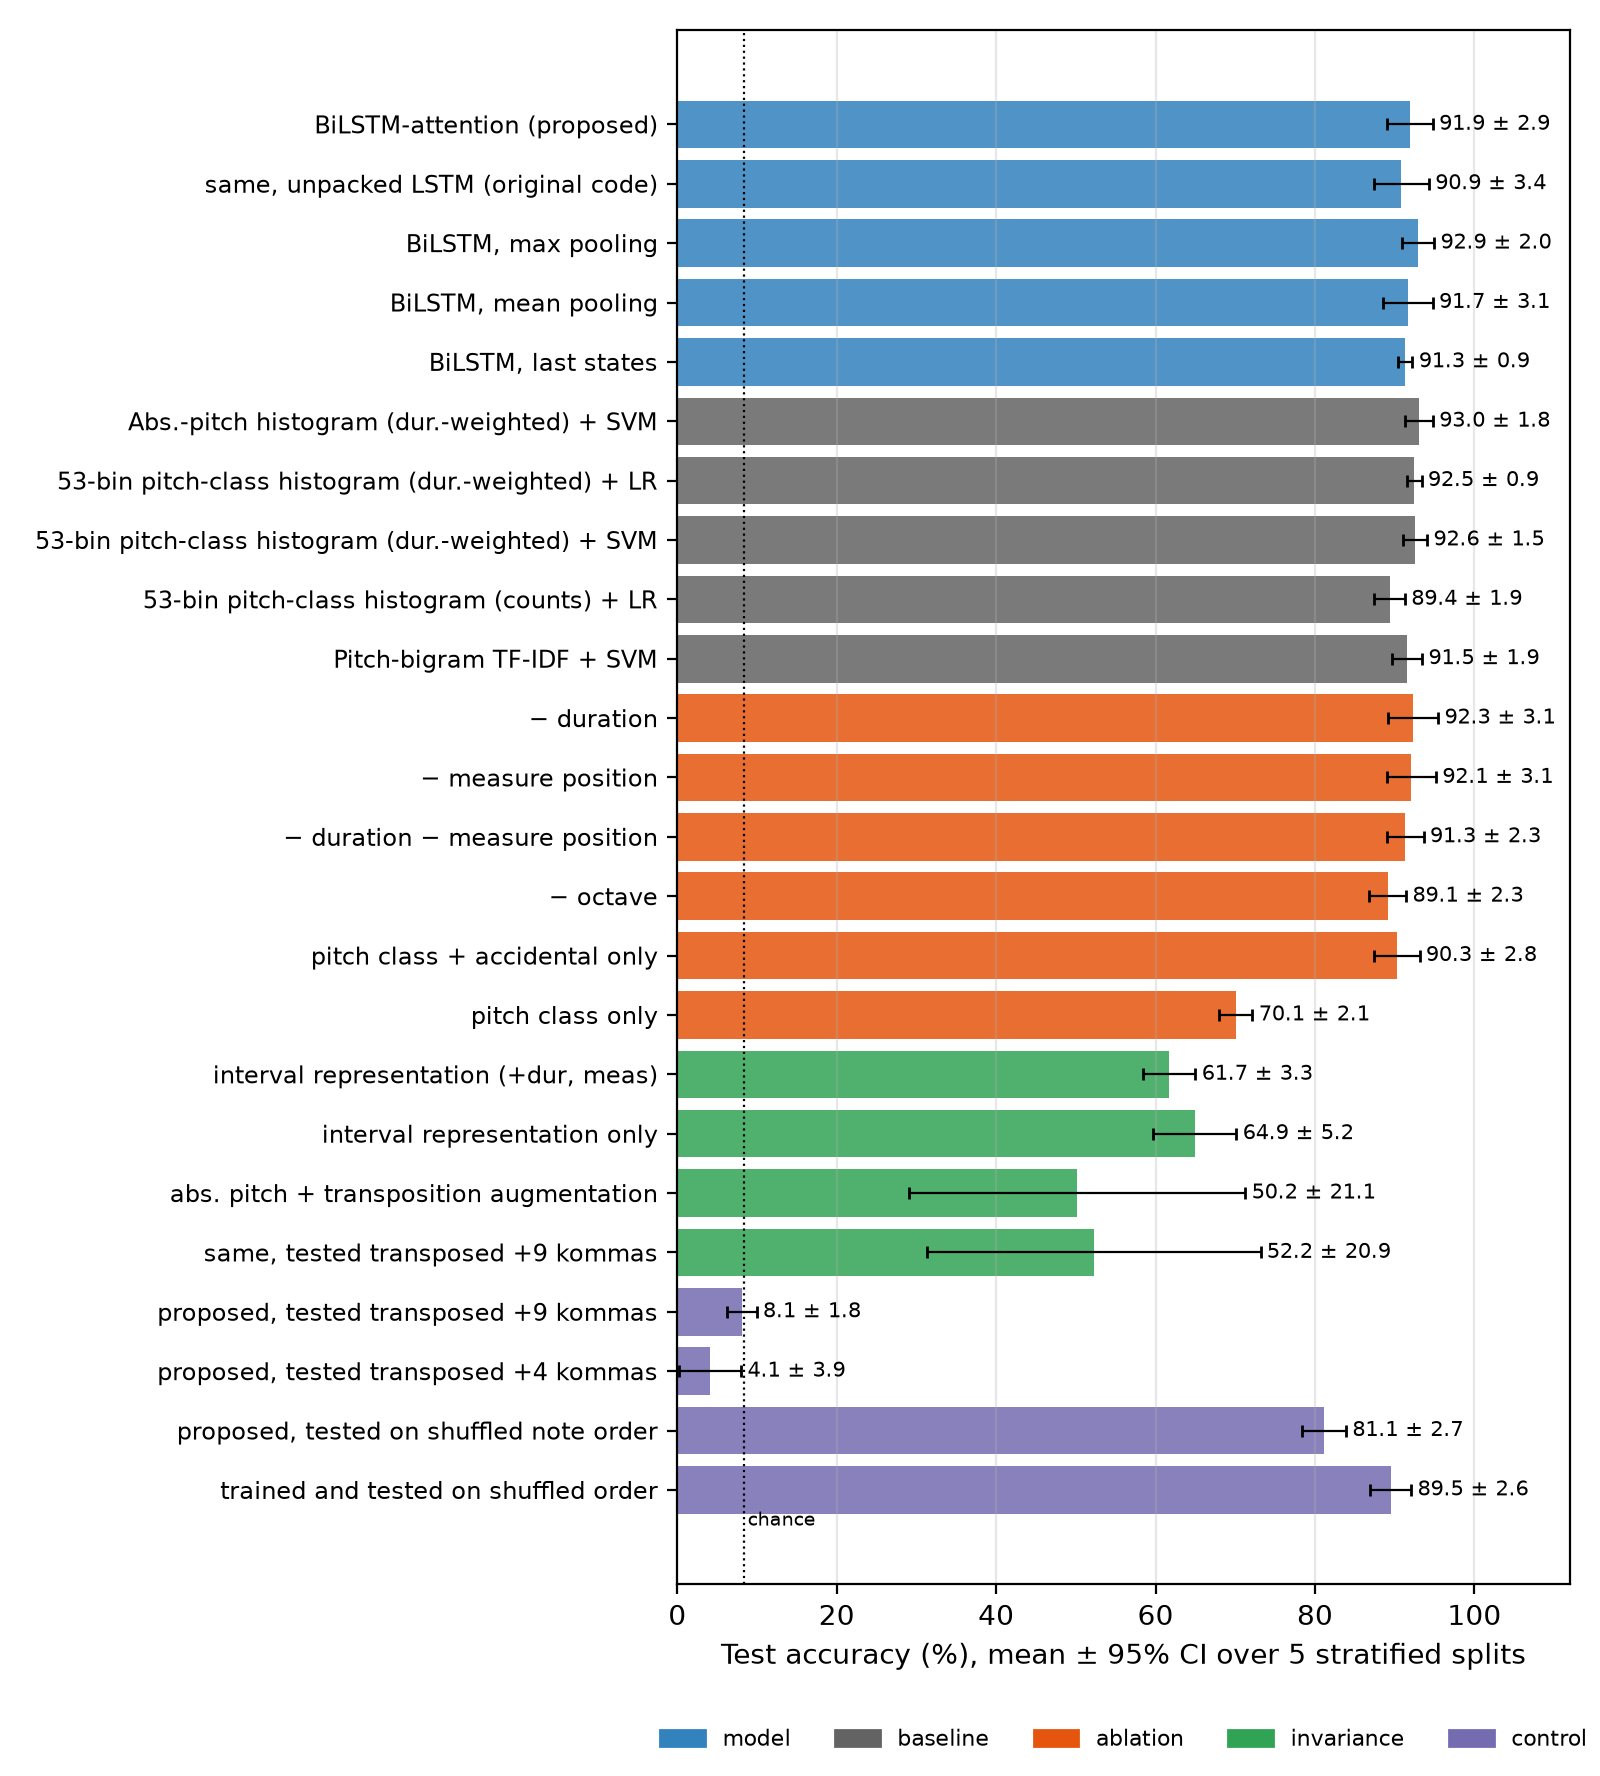 BiLSTM-attention (proposed) 91.9 ± 2.9
same, unpacked LSTM (original code) 90.9 ± 3.4
BiLSTM, max pooling 92.9 ± 2.0
BiLSTM, mean pooling 91.7 ± 3.1
BiLSTM, last states 91.3 ± 0.9
Abs.-pitch histogram (dur.-weighted) + SVM 93.0 ± 1.8
53-bin pitch-class histogram (dur.-weighted) + LR 92.5 ± 0.9
53-bin pitch-class histogram (dur.-weighted) + SVM 92.6 ± 1.5
53-bin pitch-class histogram (counts) + LR 89.4 ± 1.9
Pitch-bigram TF-IDF + SVM 91.5 ± 1.9
− duration 92.3 ± 3.1
− measure position 92.1 ± 3.1
− duration − measure position 91.3 ± 2.3
− octave 89.1 ± 2.3
pitch class + accidental only 90.3 ± 2.8
pitch class only 70.1 ± 2.1
interval representation (+dur, meas) 61.7 ± 3.3
interval representation only 64.9 ± 5.2
abs. pitch + transposition augmentation 50.2 ± 21.1
same, tested transposed +9 kommas 52.2 ± 20.9
proposed, tested transposed +9 kommas 8.1 ± 1.8
proposed, tested transposed +4 kommas 4.1 ± 3.9
proposed, tested on shuffled note order 81.1 ± 2.7
trained and tested on shuffled order 89.5 ± 2.6
chance
0 20 40 60 80 100
Test accuracy (%), mean ± 95% CI over 5 stratified splits
model baseline ablation invariance control